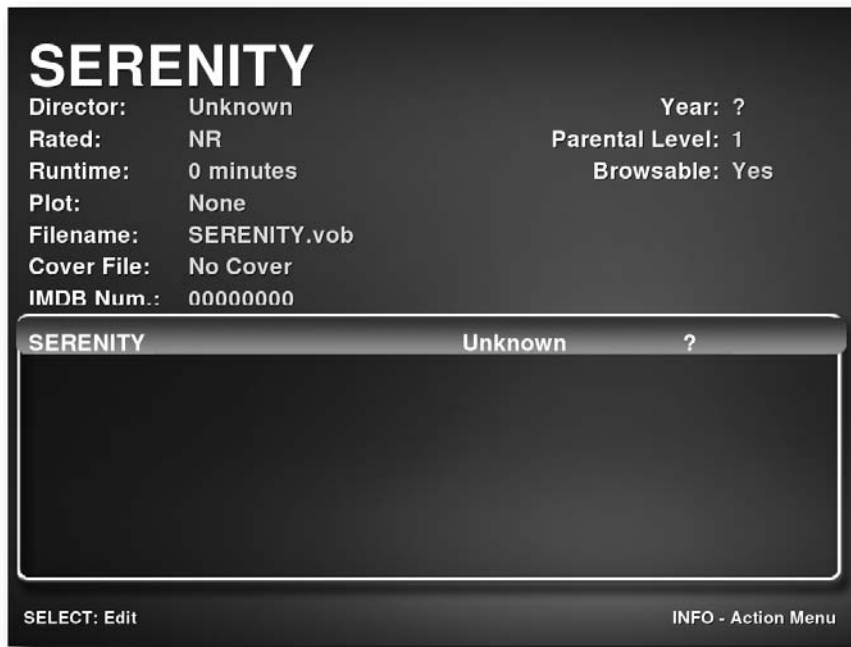 SERENITY
Director: Unknown Year: ?
Rated: NR Parental Level: 1
Runtime: 0 minutes Browsable: Yes
Plot: None
Filename: SERENITY.vob
Cover File: No Cover
IMDB Num.: 00000000
SERENITY Unknown ?
SELECT: Edit INFO - Action Menu